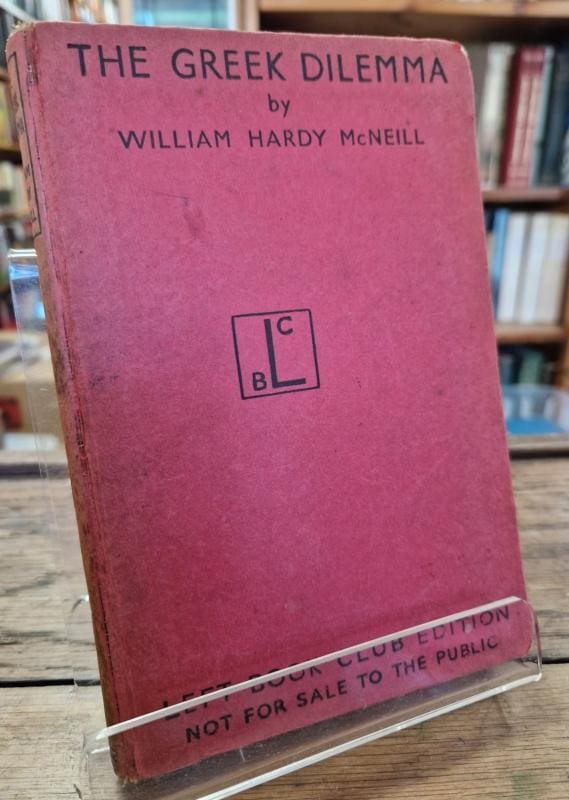 THE GREEK DILEMMA
by
WILLIAM HARDY McNEILL
L
C
B
LEFT BOOK CLUB EDITION
NOT FOR SALE TO THE PUBLIC